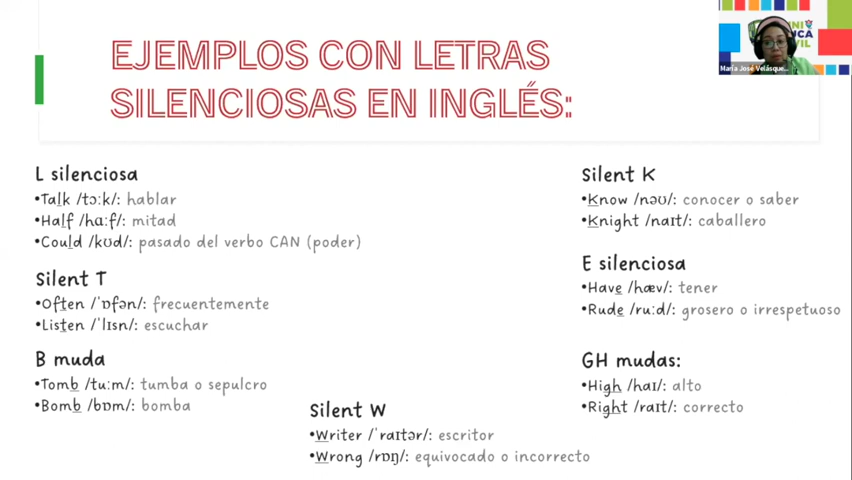 EJEMPLOS CON LETRAS
SILENCIOSAS EN INGLÉS:
L silenciosa
•Talk /tɔːk/: hablar
•Half /hɑːf/: mitad
•Could /kʊd/: pasado del verbo CAN (poder)
Silent T
•Often /ˈɒfən/: frecuentemente
•Listen /ˈlɪsn/: escuchar
B muda
•Tomb /tuːm/: tumba o sepulcro
•Bomb /bɒm/: bomba
Silent W
•Writer /ˈraɪtər/: escritor
•Wrong /rɒŋ/: equivocado o incorrecto
Silent K
•Know /nəʊ/: conocer o saber
•Knight /naɪt/: caballero
E silenciosa
•Have /hæv/: tener
•Rude /ruːd/: grosero o irrespetuoso
GH mudas:
•High /haɪ/: alto
•Right /raɪt/: correcto
María José Velásque...